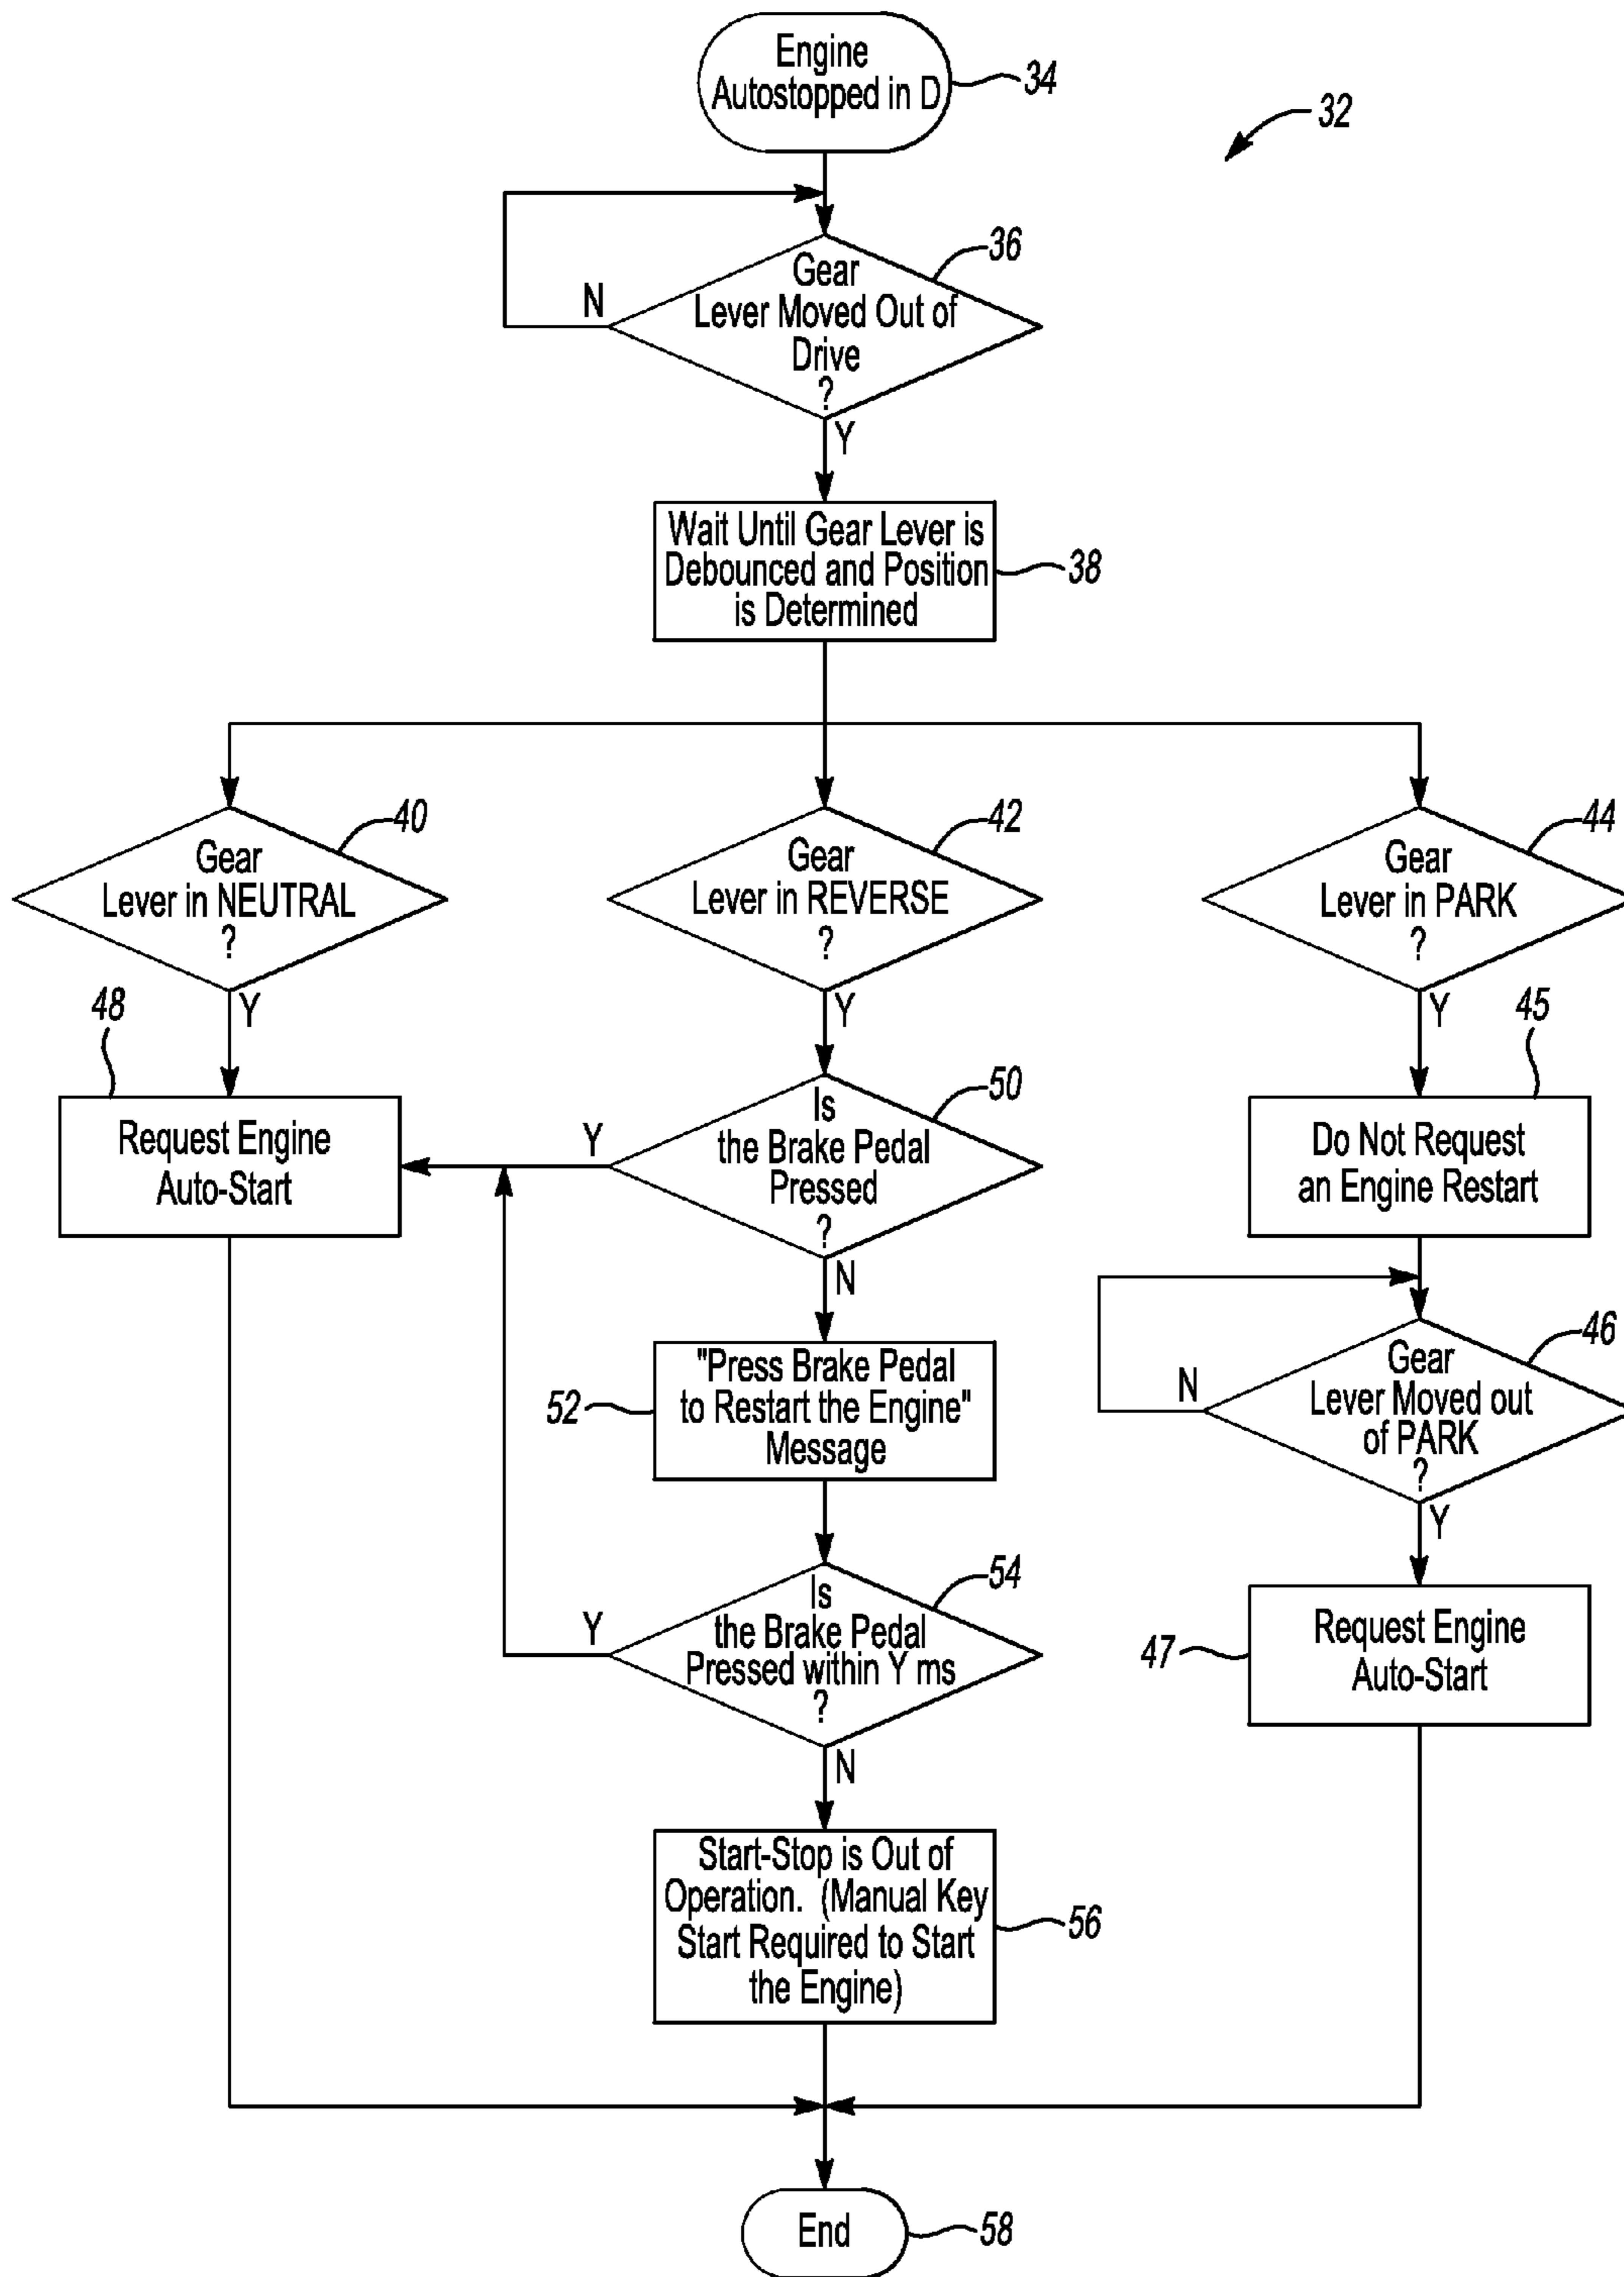 Engine
Autostopped in D
34
32
36
Gear
Lever Moved Out of
Drive
?
N
Y
Wait Until Gear Lever is
Debounced and Position
is Determined
38
40
Gear
Lever in NEUTRAL
?
Y
42
Gear
Lever in REVERSE
?
Y
44
Gear
Lever in PARK
?
Y
48
Request Engine
Auto-Start
50
Is
the Brake Pedal
Pressed
?
Y
N
45
Do Not Request
an Engine Restart
"Press Brake Pedal
to Restart the Engine"
Message
52
46
Gear
Lever Moved out
of PARK
?
N
Y
54
Is
the Brake Pedal
Pressed within Y ms
?
Y
N
Request Engine
Auto-Start
47
Start-Stop is Out of
Operation. (Manual Key
Start Required to Start
the Engine)
56
End
58